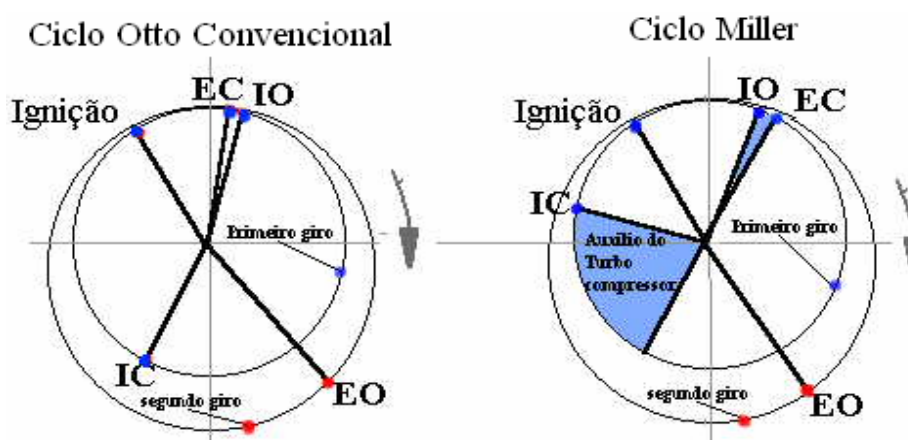 Ciclo Otto Convencional
EC
IO
Ignição
Primeiro giro
IC
segundo giro
EO
Ciclo Miller
IO
EC
Ignição
IC
Primeiro giro
Auxílio do
Turbo
compressor
segundo giro
EO